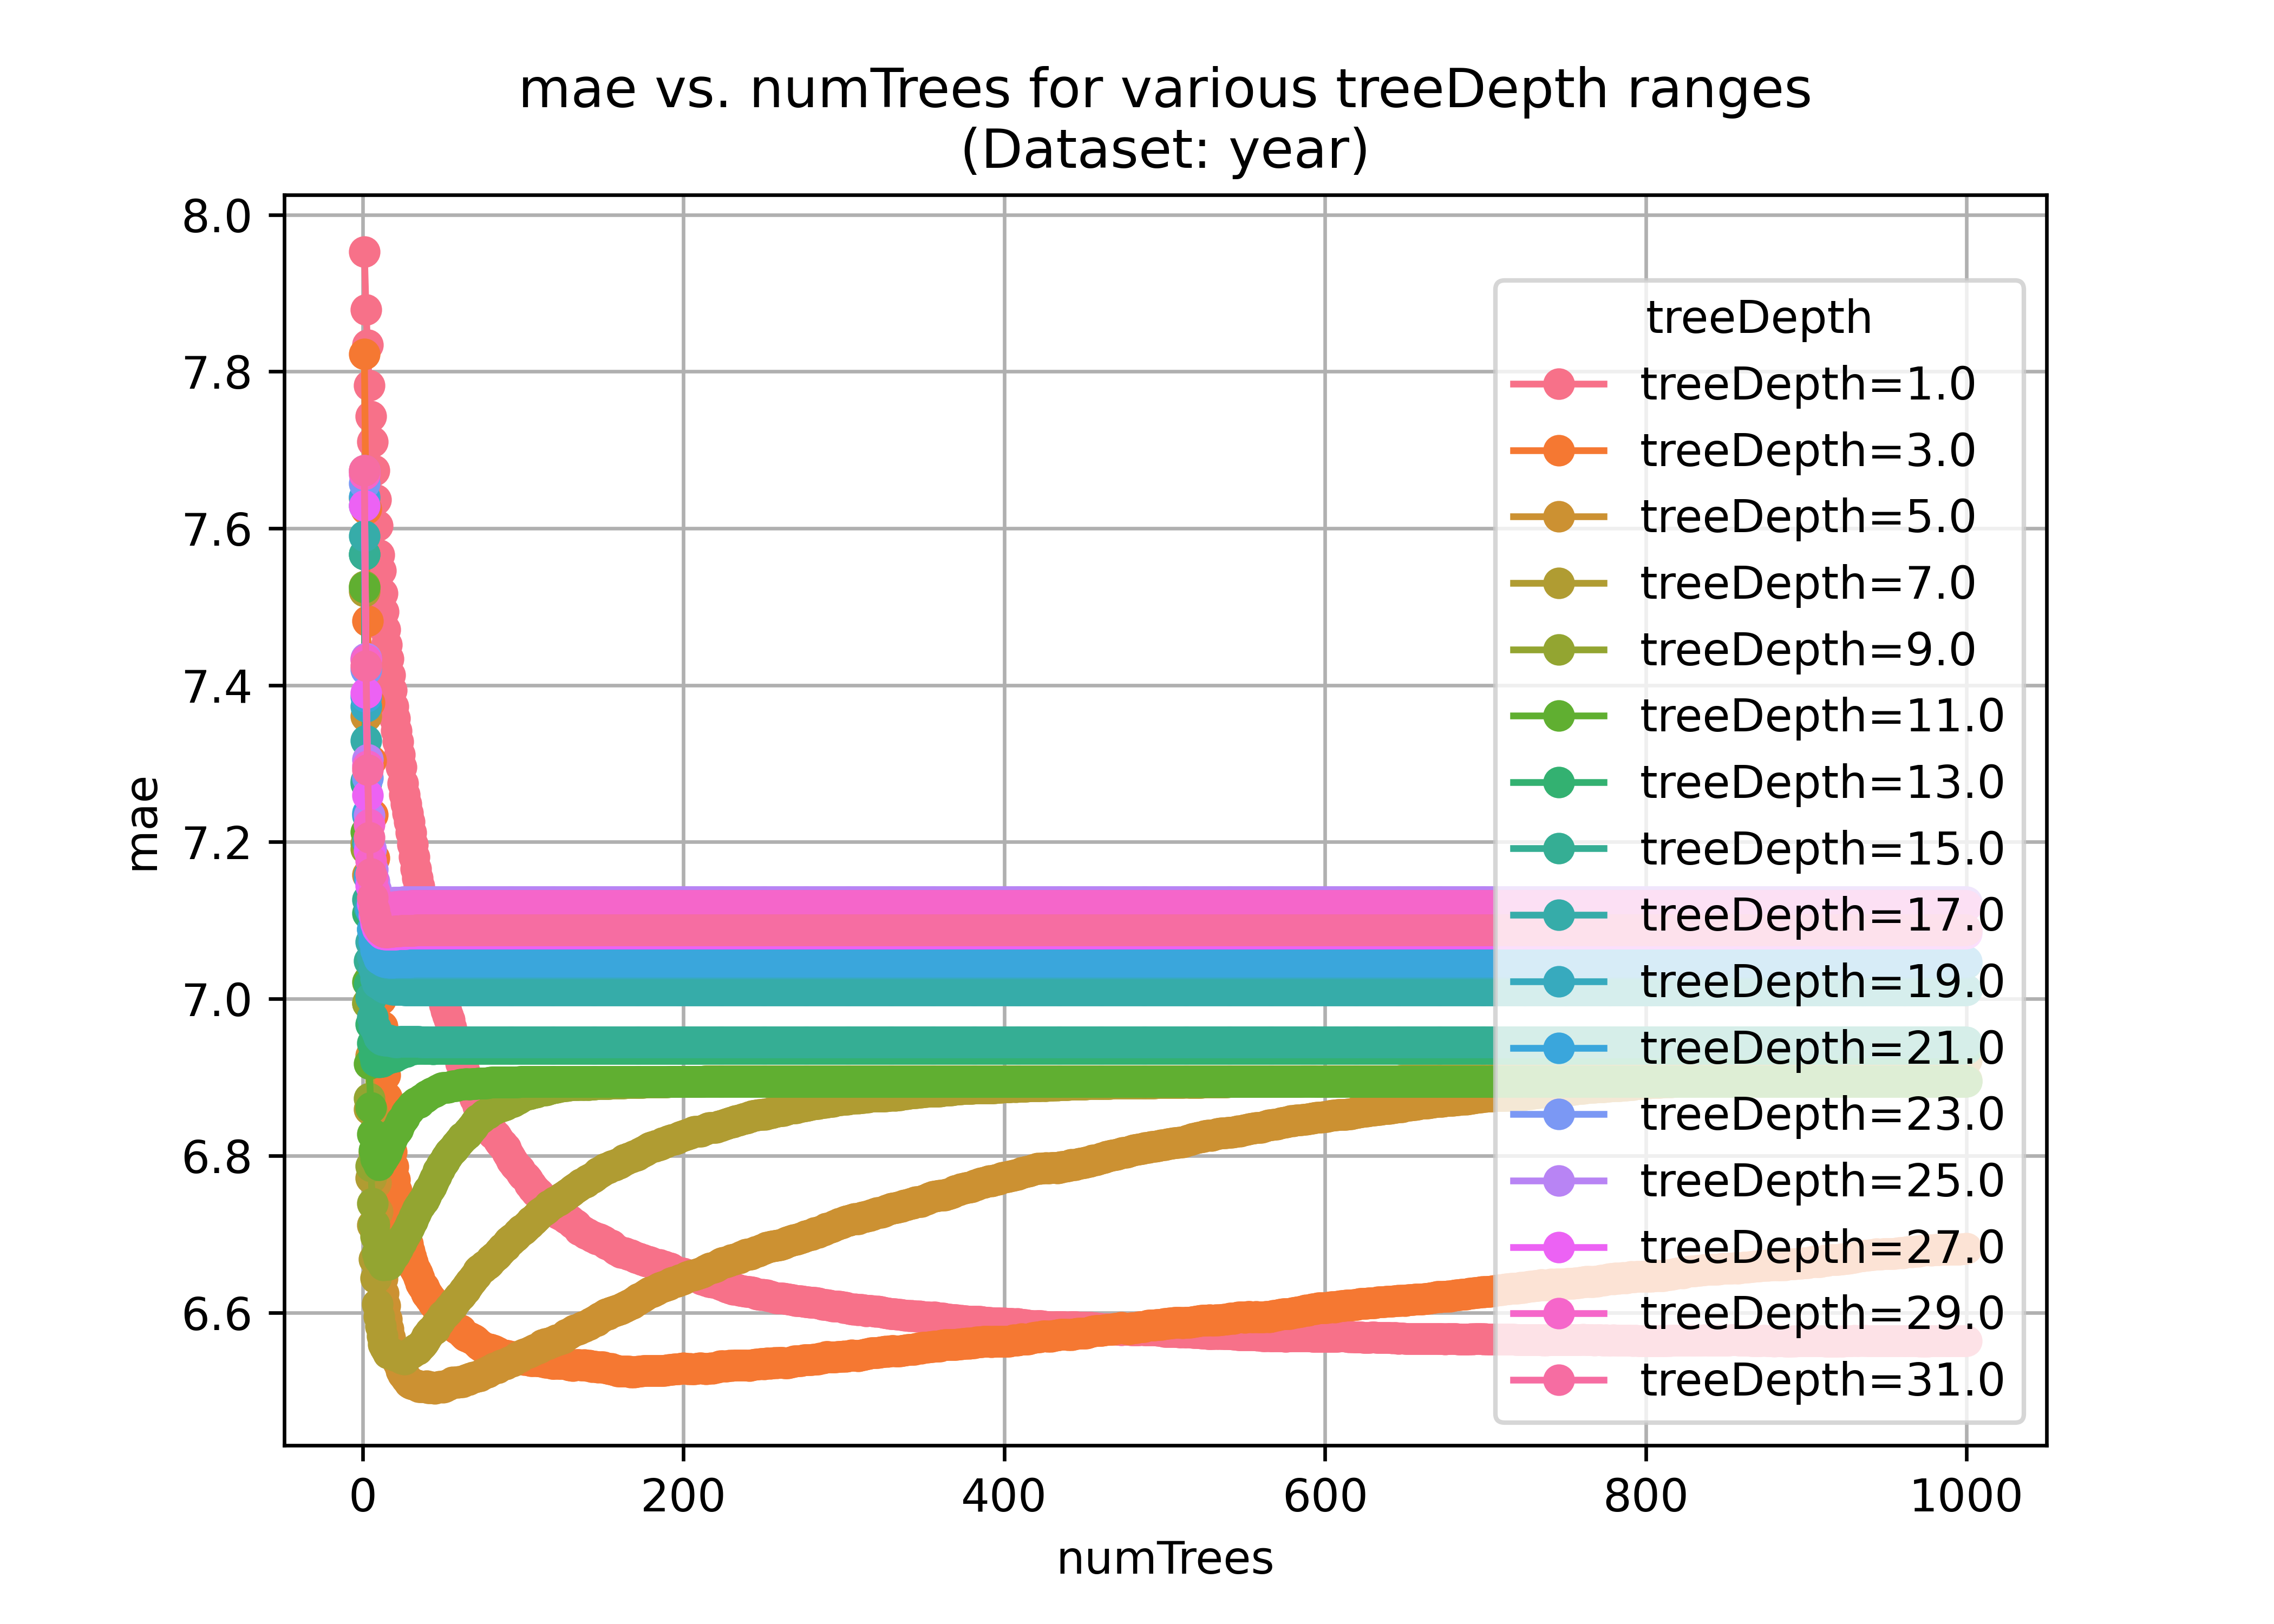 mae vs. numTrees for various treeDepth ranges
(Dataset: year)
8.0
7.8
7.6
7.4
7.2
7.0
6.8
6.6
mae
treeDepth
treeDepth=1.0
treeDepth=3.0
treeDepth=5.0
treeDepth=7.0
treeDepth=9.0
treeDepth=11.0
treeDepth=13.0
treeDepth=15.0
treeDepth=17.0
treeDepth=19.0
treeDepth=21.0
treeDepth=23.0
treeDepth=25.0
treeDepth=27.0
treeDepth=29.0
treeDepth=31.0
0 200 400 600 800 1000
numTrees